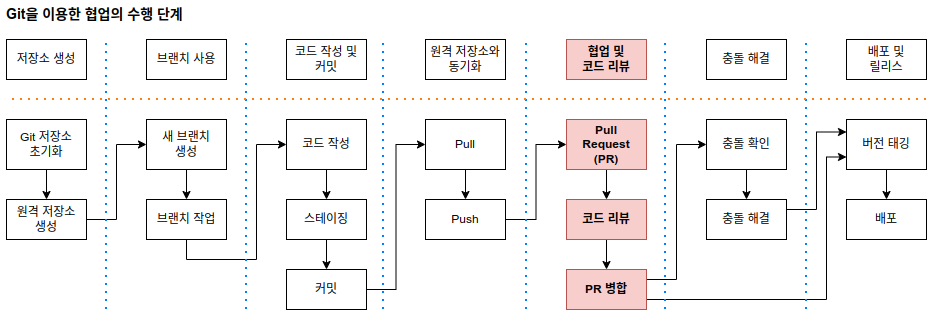 Git을 이용한 협업의 수행 단계
저장소 생성
브랜치 사용
코드 작성 및
커밋
원격 저장소와
동기화
협업 및
코드 리뷰
충돌 해결
배포 및
릴리스
Git 저장소
초기화
원격 저장소
생성
새 브랜치
생성
브랜치 작업
코드 작성
스테이징
커밋
Pull
Push
Pull
Request
(PR)
코드 리뷰
PR 병합
충돌 확인
충돌 해결
버전 태깅
배포